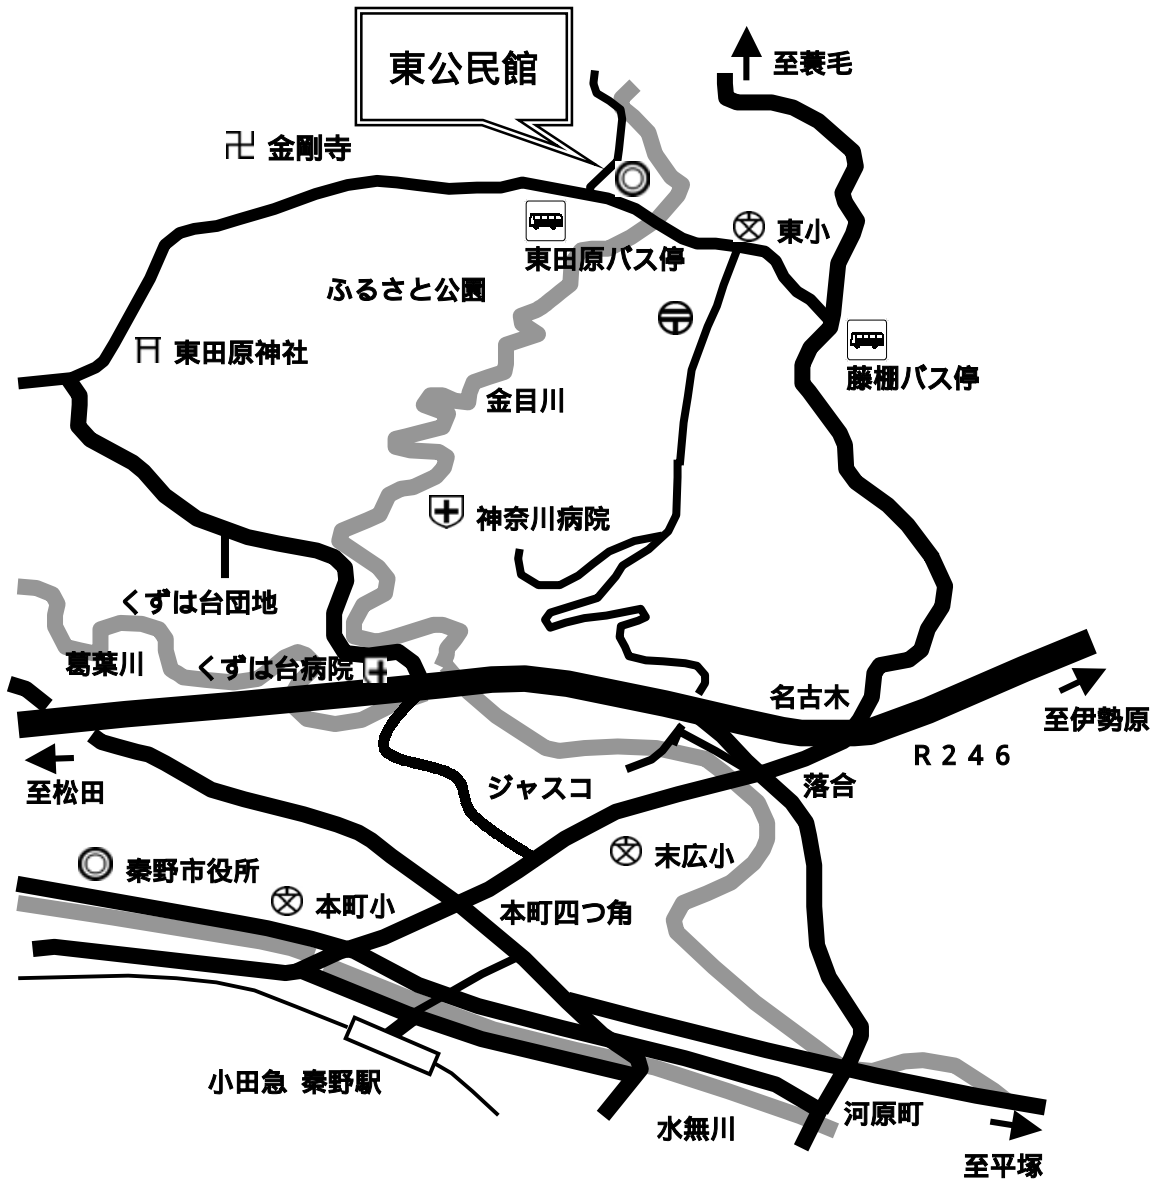 東公民館
至蓑毛
金剛寺
東小
東田原バス停
ふるさと公園
東田原神社
藤棚バス停
金目川
神奈川病院
くずは台団地
葛葉川
くずは台病院
名古木
至伊勢原
R246
至松田
ジャスコ
落合
末広小
秦野市役所
本町小
本町四つ角
小田急 秦野駅
水無川
河原町
至平塚